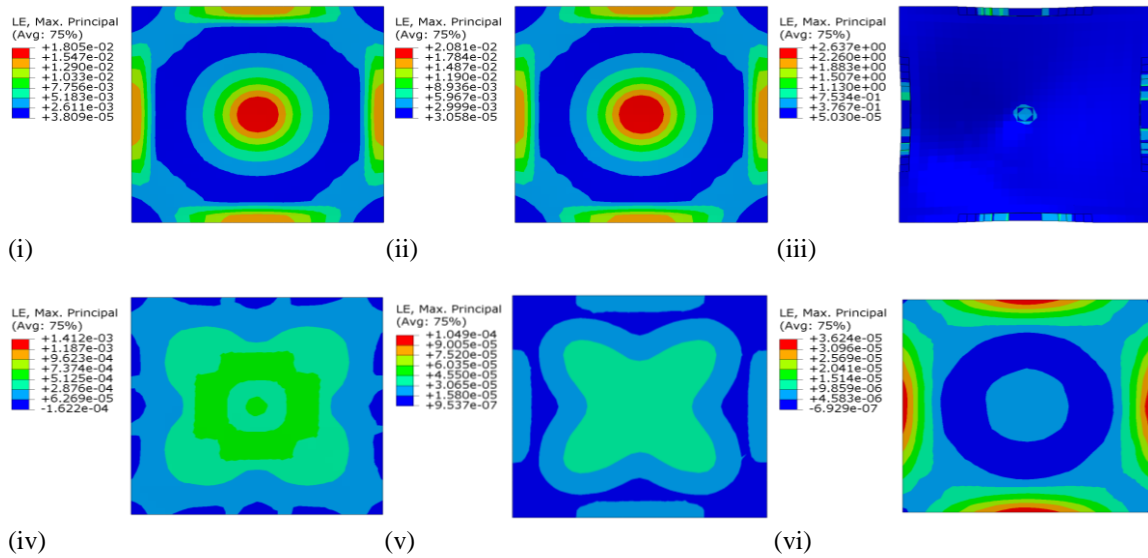 LE, Max. Principal
(Avg: 75%)
+1.805e-02
+1.547e-02
+1.290e-02
+1.033e-02
+7.756e-03
+5.183e-03
+2.611e-03
+3.809e-05
(i)
LE, Max. Principal
(Avg: 75%)
+2.081e-02
+1.784e-02
+1.487e-02
+1.190e-02
+8.936e-03
+5.967e-03
+2.999e-03
+3.058e-05
(ii)
LE, Max. Principal
(Avg: 75%)
+2.637e+00
+2.260e+00
+1.883e+00
+1.507e+00
+1.130e+00
+7.534e-01
+3.767e-01
+5.030e-05
(iii)
LE, Max. Principal
(Avg: 75%)
+1.412e-03
+1.187e-03
+9.623e-04
+7.374e-04
+5.125e-04
+2.876e-04
+6.269e-05
-1.622e-04
(iv)
LE, Max. Principal
(Avg: 75%)
+1.049e-04
+9.005e-05
+7.520e-05
+6.035e-05
+4.550e-05
+3.065e-05
+1.580e-05
+9.537e-07
(v)
LE, Max. Principal
(Avg: 75%)
+3.624e-05
+3.096e-05
+2.569e-05
+2.041e-05
+1.514e-05
+9.859e-06
+4.583e-06
-6.929e-07
(vi)